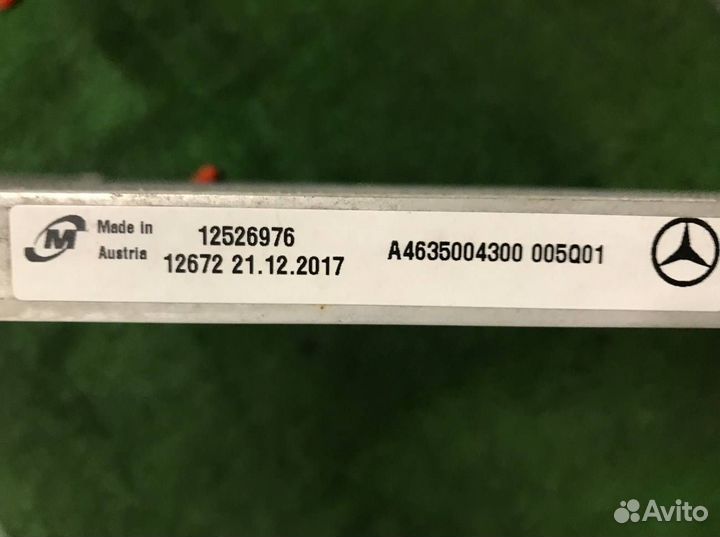 M Made in Austria
12526976
12672 21.12.2017
A4635004300 005Q01
Avito